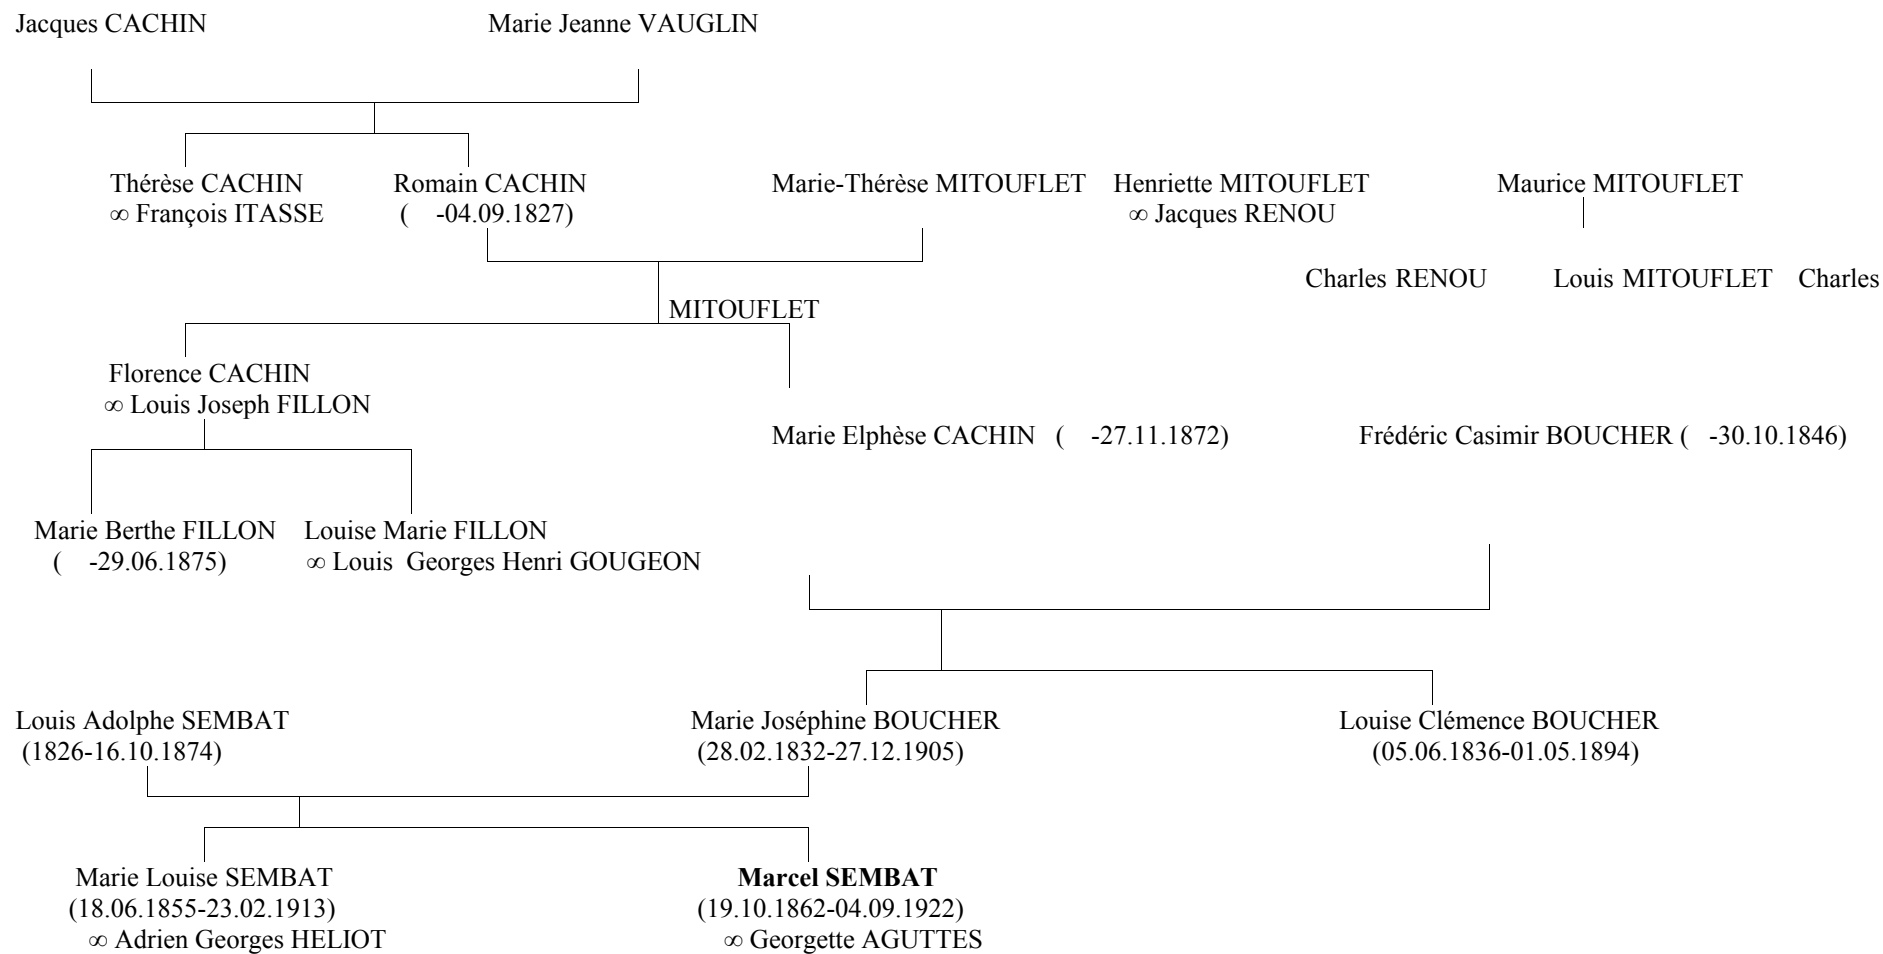 Jacques CACHIN Marie Jeanne VAUGLIN
Thérèse CACHIN Romain CACHIN Marie-Thérèse MITOUFLET Henriette MITOUFLET Maurice MITOUFLET
∞ François ITASSE ( -04.09.1827) ∞ Jacques RENOU
Charles RENOU Louis MITOUFLET Charles
MITOUFLET
Florence CACHIN
∞ Louis Joseph FILLON
Marie Elphèse CACHIN ( -27.11.1872) Frédéric Casimir BOUCHER ( -30.10.1846)
Marie Berthe FILLON Louise Marie FILLON
( -29.06.1875) ∞ Louis Georges Henri GOUGEON
Louis Adolphe SEMBAT Marie Joséphine BOUCHER Louise Clémence BOUCHER
(1826-16.10.1874) (28.02.1832-27.12.1905) (05.06.1836-01.05.1894)
Marie Louise SEMBAT Marcel SEMBAT
(18.06.1855-23.02.1913) (19.10.1862-04.09.1922)
∞ Adrien Georges HELIOT ∞ Georgette AGUTTES